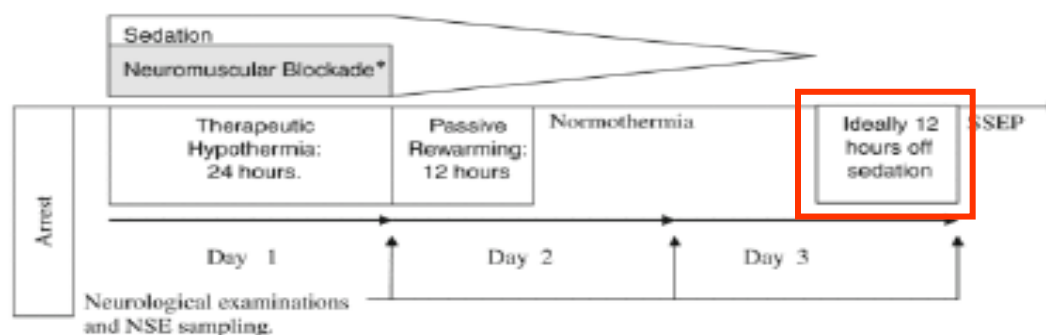 Sedation
Neuromuscular Blockade*
Arrest
Therapeutic
Hypothermia:
24 hours.
Passive
Rewarming:
12 hours
Normothermia
Ideally 12
hours off
sedation
SSEP
Day 1
Day 2
Day 3
Neurological examinations
and NSE sampling.